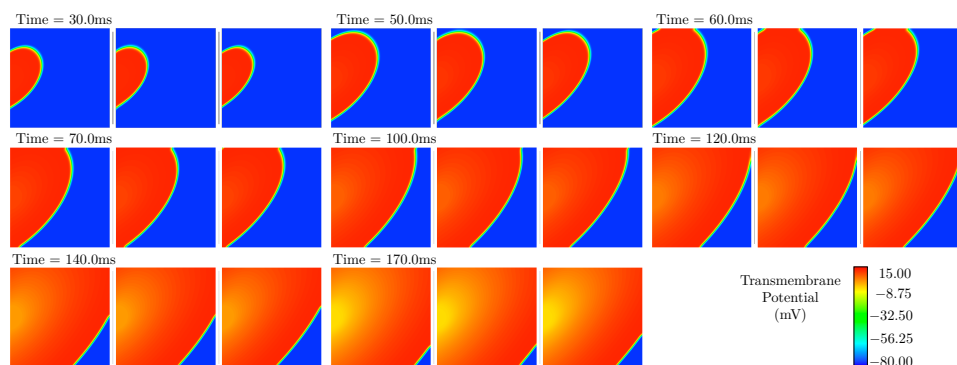 Time = 30.0ms
Time = 50.0ms
Time = 60.0ms
Time = 70.0ms
Time = 100.0ms
Time = 120.0ms
Time = 140.0ms
Time = 170.0ms
Transmembrane
Potential
(mV)
15.00
−8.75
−32.50
−56.25
−80.00